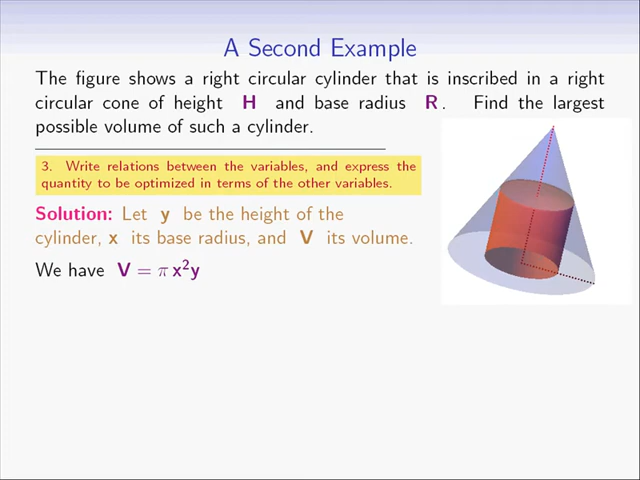 A Second Example
The figure shows a right circular cylinder that is inscribed in a right
circular cone of height H and base radius R. Find the largest
possible volume of such a cylinder.
3. Write relations between the variables, and express the
quantity to be optimized in terms of the other variables.
Solution: Let y be the height of the
cylinder, x its base radius, and V its volume.
We have V = π x²y